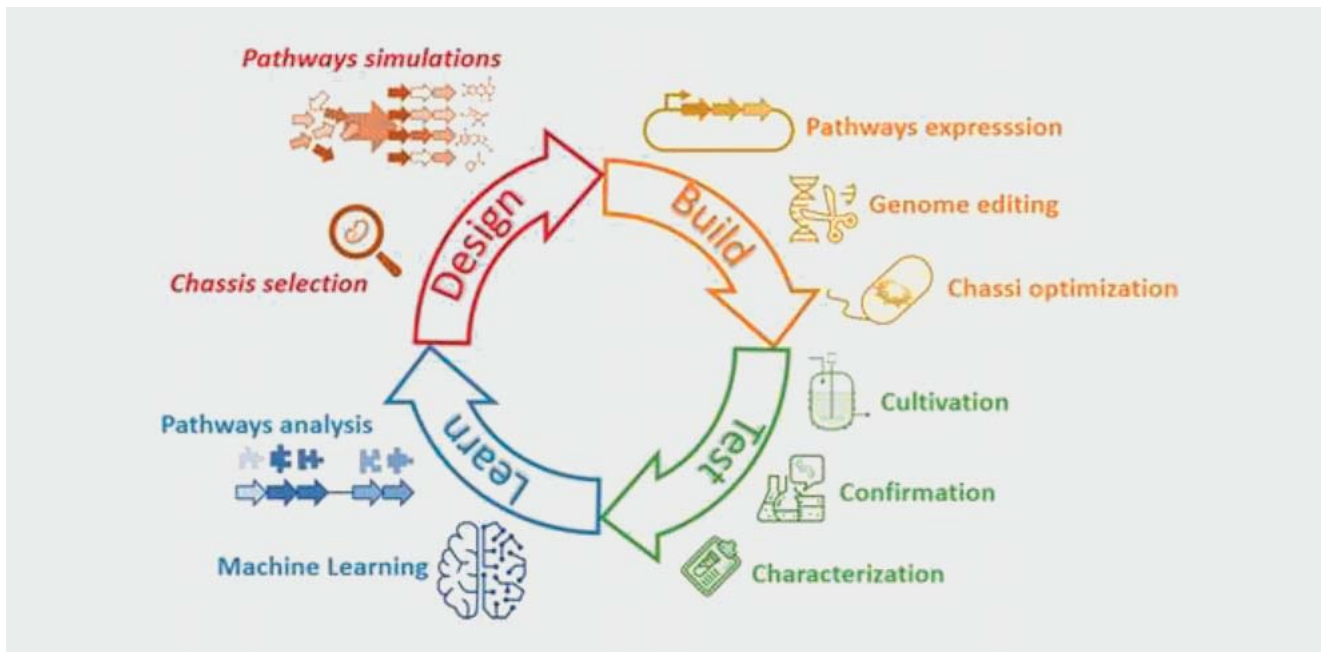 Pathways simulations
Chassis selection
Design
Build
Pathways expresssion
Genome editing
Chassi optimization
Test
Cultivation
Confirmation
Characterization
Learn
Pathways analysis
Machine Learning